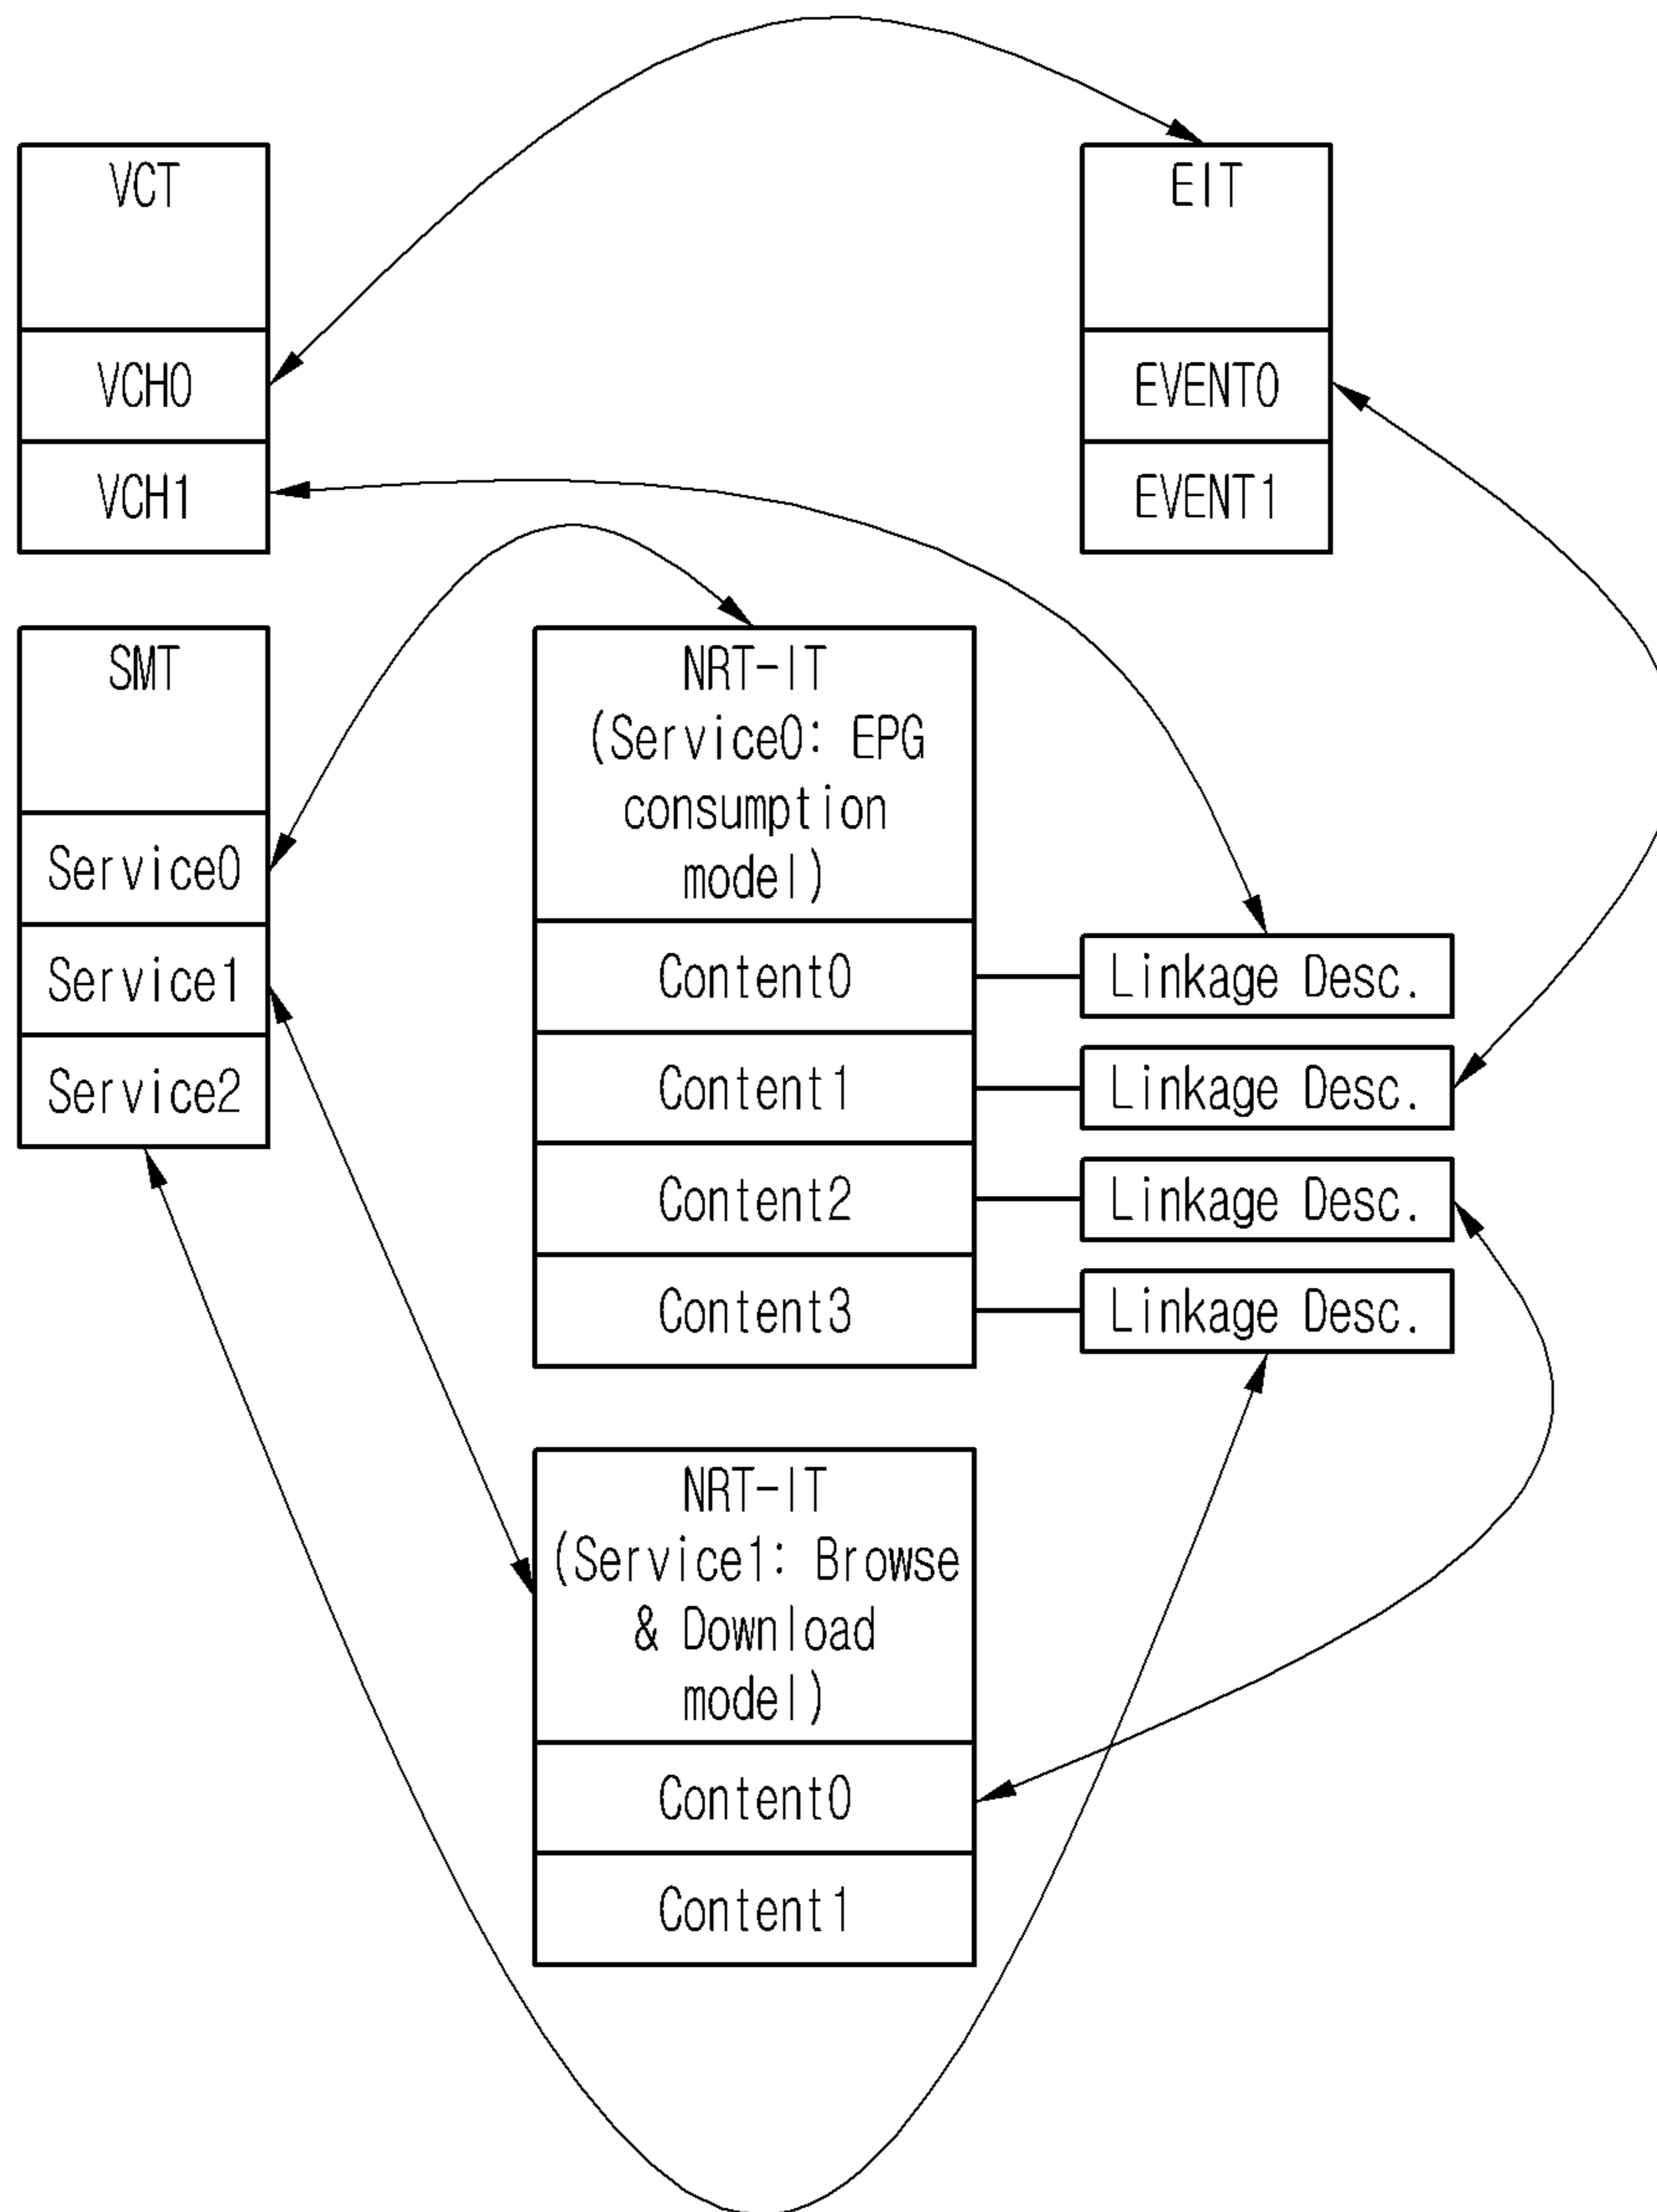 VCT
VCH0
VCH1
EIT
EVENT0
EVENT1
SMT
Service0
Service1
Service2
NRT-IT
(Service0: EPG
consumption
model)
Content0
Linkage Desc.
Content1
Linkage Desc.
Content2
Linkage Desc.
Content3
Linkage Desc.
NRT-IT
(Service1: Browse
& Download
model)
Content0
Content1